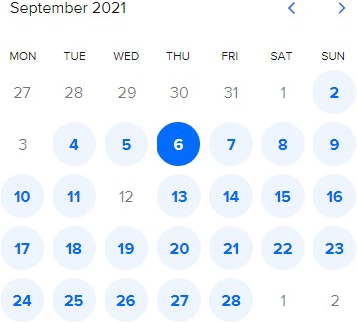 September 2021
MON TUE WED THU FRI SAT SUN
27 28 29 30 31 1 2
3 4 5 6 7 8 9
10 11 12 13 14 15 16
17 18 19 20 21 22 23
24 25 26 27 28 1 2